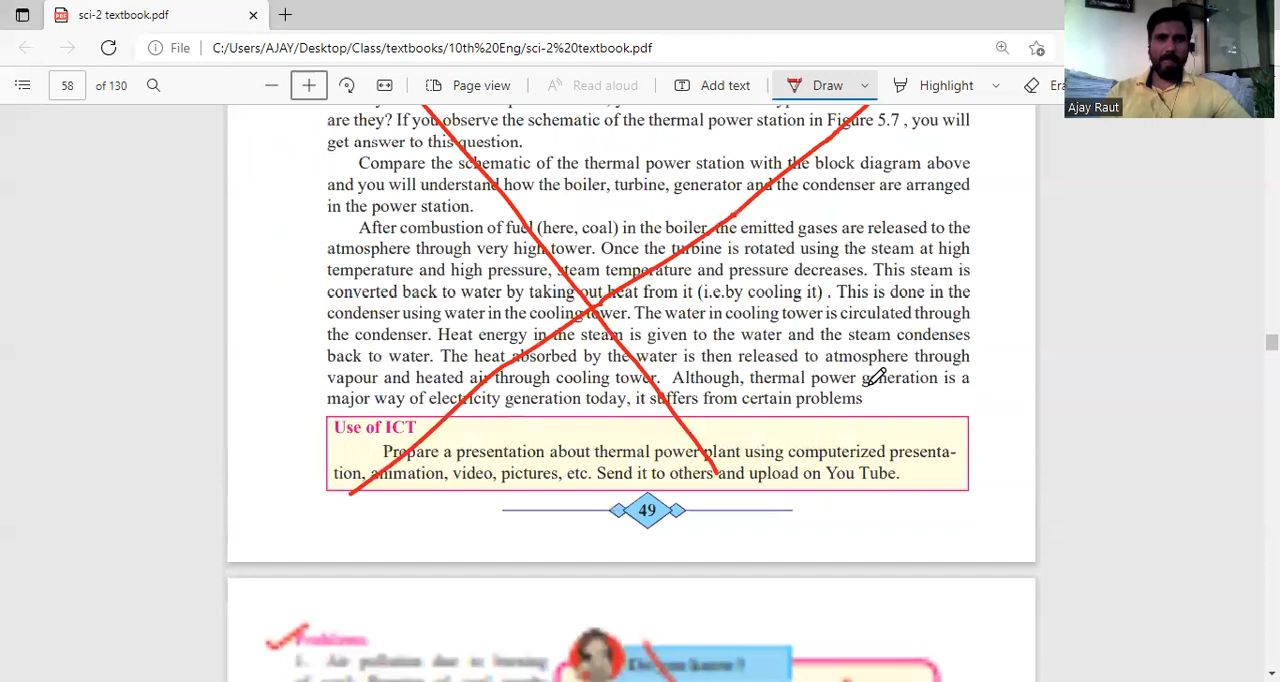 sci-2 textbook.pdf
File
C:/Users/AJAY/Desktop/Class/textbooks/10th%20Eng/sci-2%20textbook.pdf
58 of 130
Page view
Read aloud
Add text
Draw
Highlight
Era
Ajay Raut
are they? If you observe the schematic of the thermal power station in Figure 5.7 , you will
get answer to this question.
Compare the schematic of the thermal power station with the block diagram above
and you will understand how the boiler, turbine, generator and the condenser are arranged
in the power station.
After combustion of fuel (here, coal) in the boiler, the emitted gases are released to the
atmosphere through very high tower. Once the turbine is rotated using the steam at high
temperature and high pressure, steam temperature and pressure decreases. This steam is
converted back to water by taking out heat from it (i.e.by cooling it) . This is done in the
condenser using water in the cooling tower. The water in cooling tower is circulated through
the condenser. Heat energy in the steam is given to the water and the steam condenses
back to water. The heat absorbed by the water is then released to atmosphere through
vapour and heated air through cooling tower. Although, thermal power generation is a
major way of electricity generation today, it suffers from certain problems
Use of ICT
Prepare a presentation about thermal power plant using computerized presenta-
tion, animation, video, pictures, etc. Send it to others and upload on You Tube.
49
Problems
1. Air pollution due to burning
Do you know ?